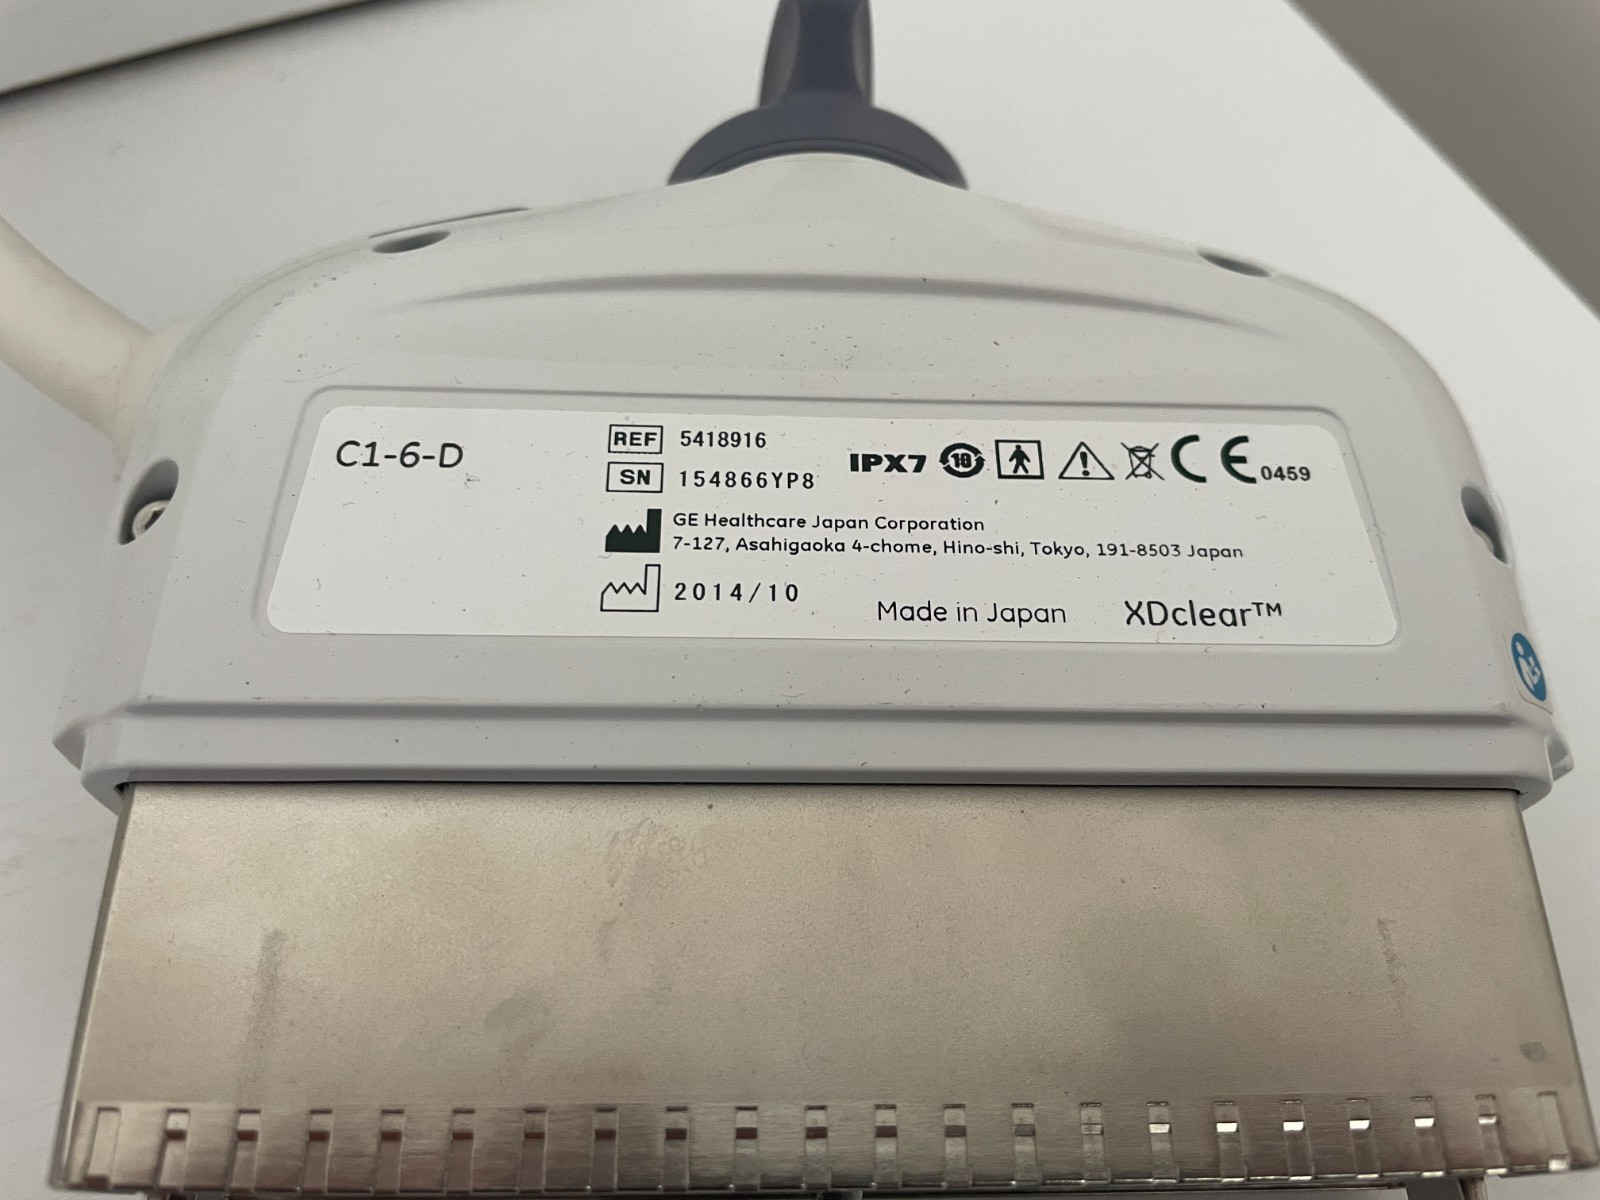 C1-6-D
REF 5418916
SN 154866YP8
IPX7 10 CE 0459
GE Healthcare Japan Corporation
7-127, Asahigaoka 4-chome, Hino-shi, Tokyo, 191-8503 Japan
2014/10
Made in Japan XDclear™